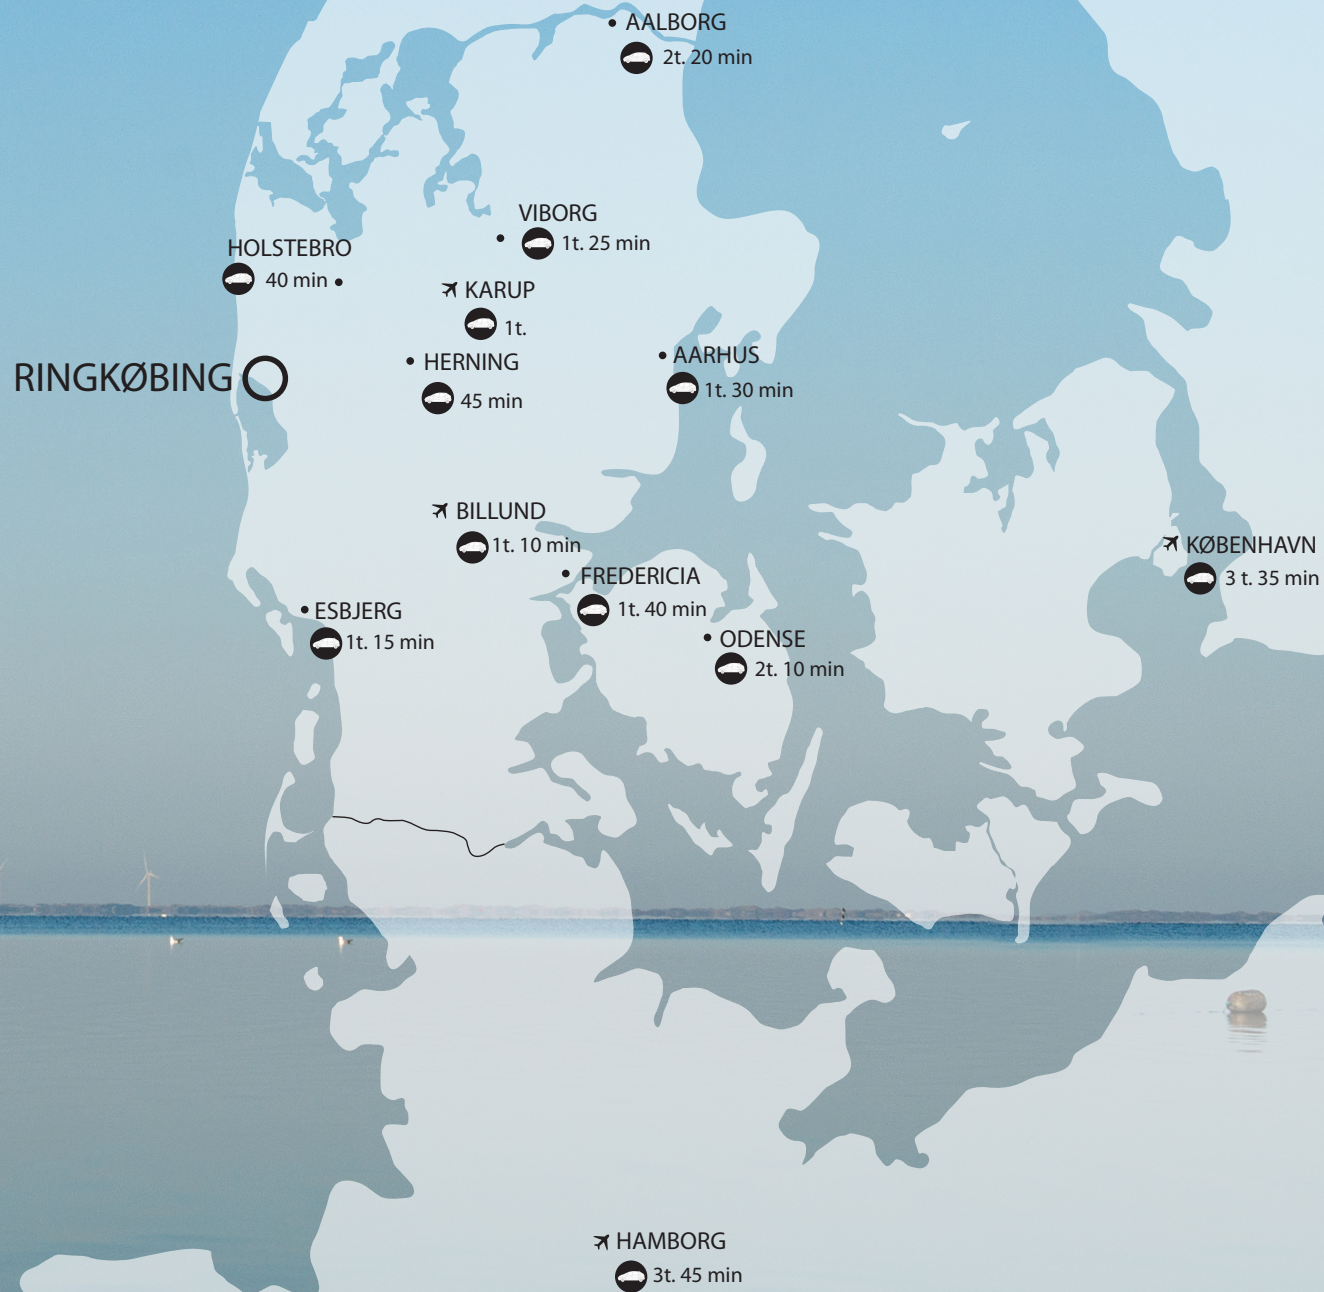 AALBORG
2t. 20 min
VIBORG
1t. 25 min
HOLSTEBRO
40 min
KARUP
1t.
HERNING
45 min
AARHUS
1t. 30 min
RINGKØBING
BILLUND
1t. 10 min
KØBENHAVN
3 t. 35 min
FREDERICIA
1t. 40 min
ESBJERG
1t. 15 min
ODENSE
2t. 10 min
HAMBORG
3t. 45 min